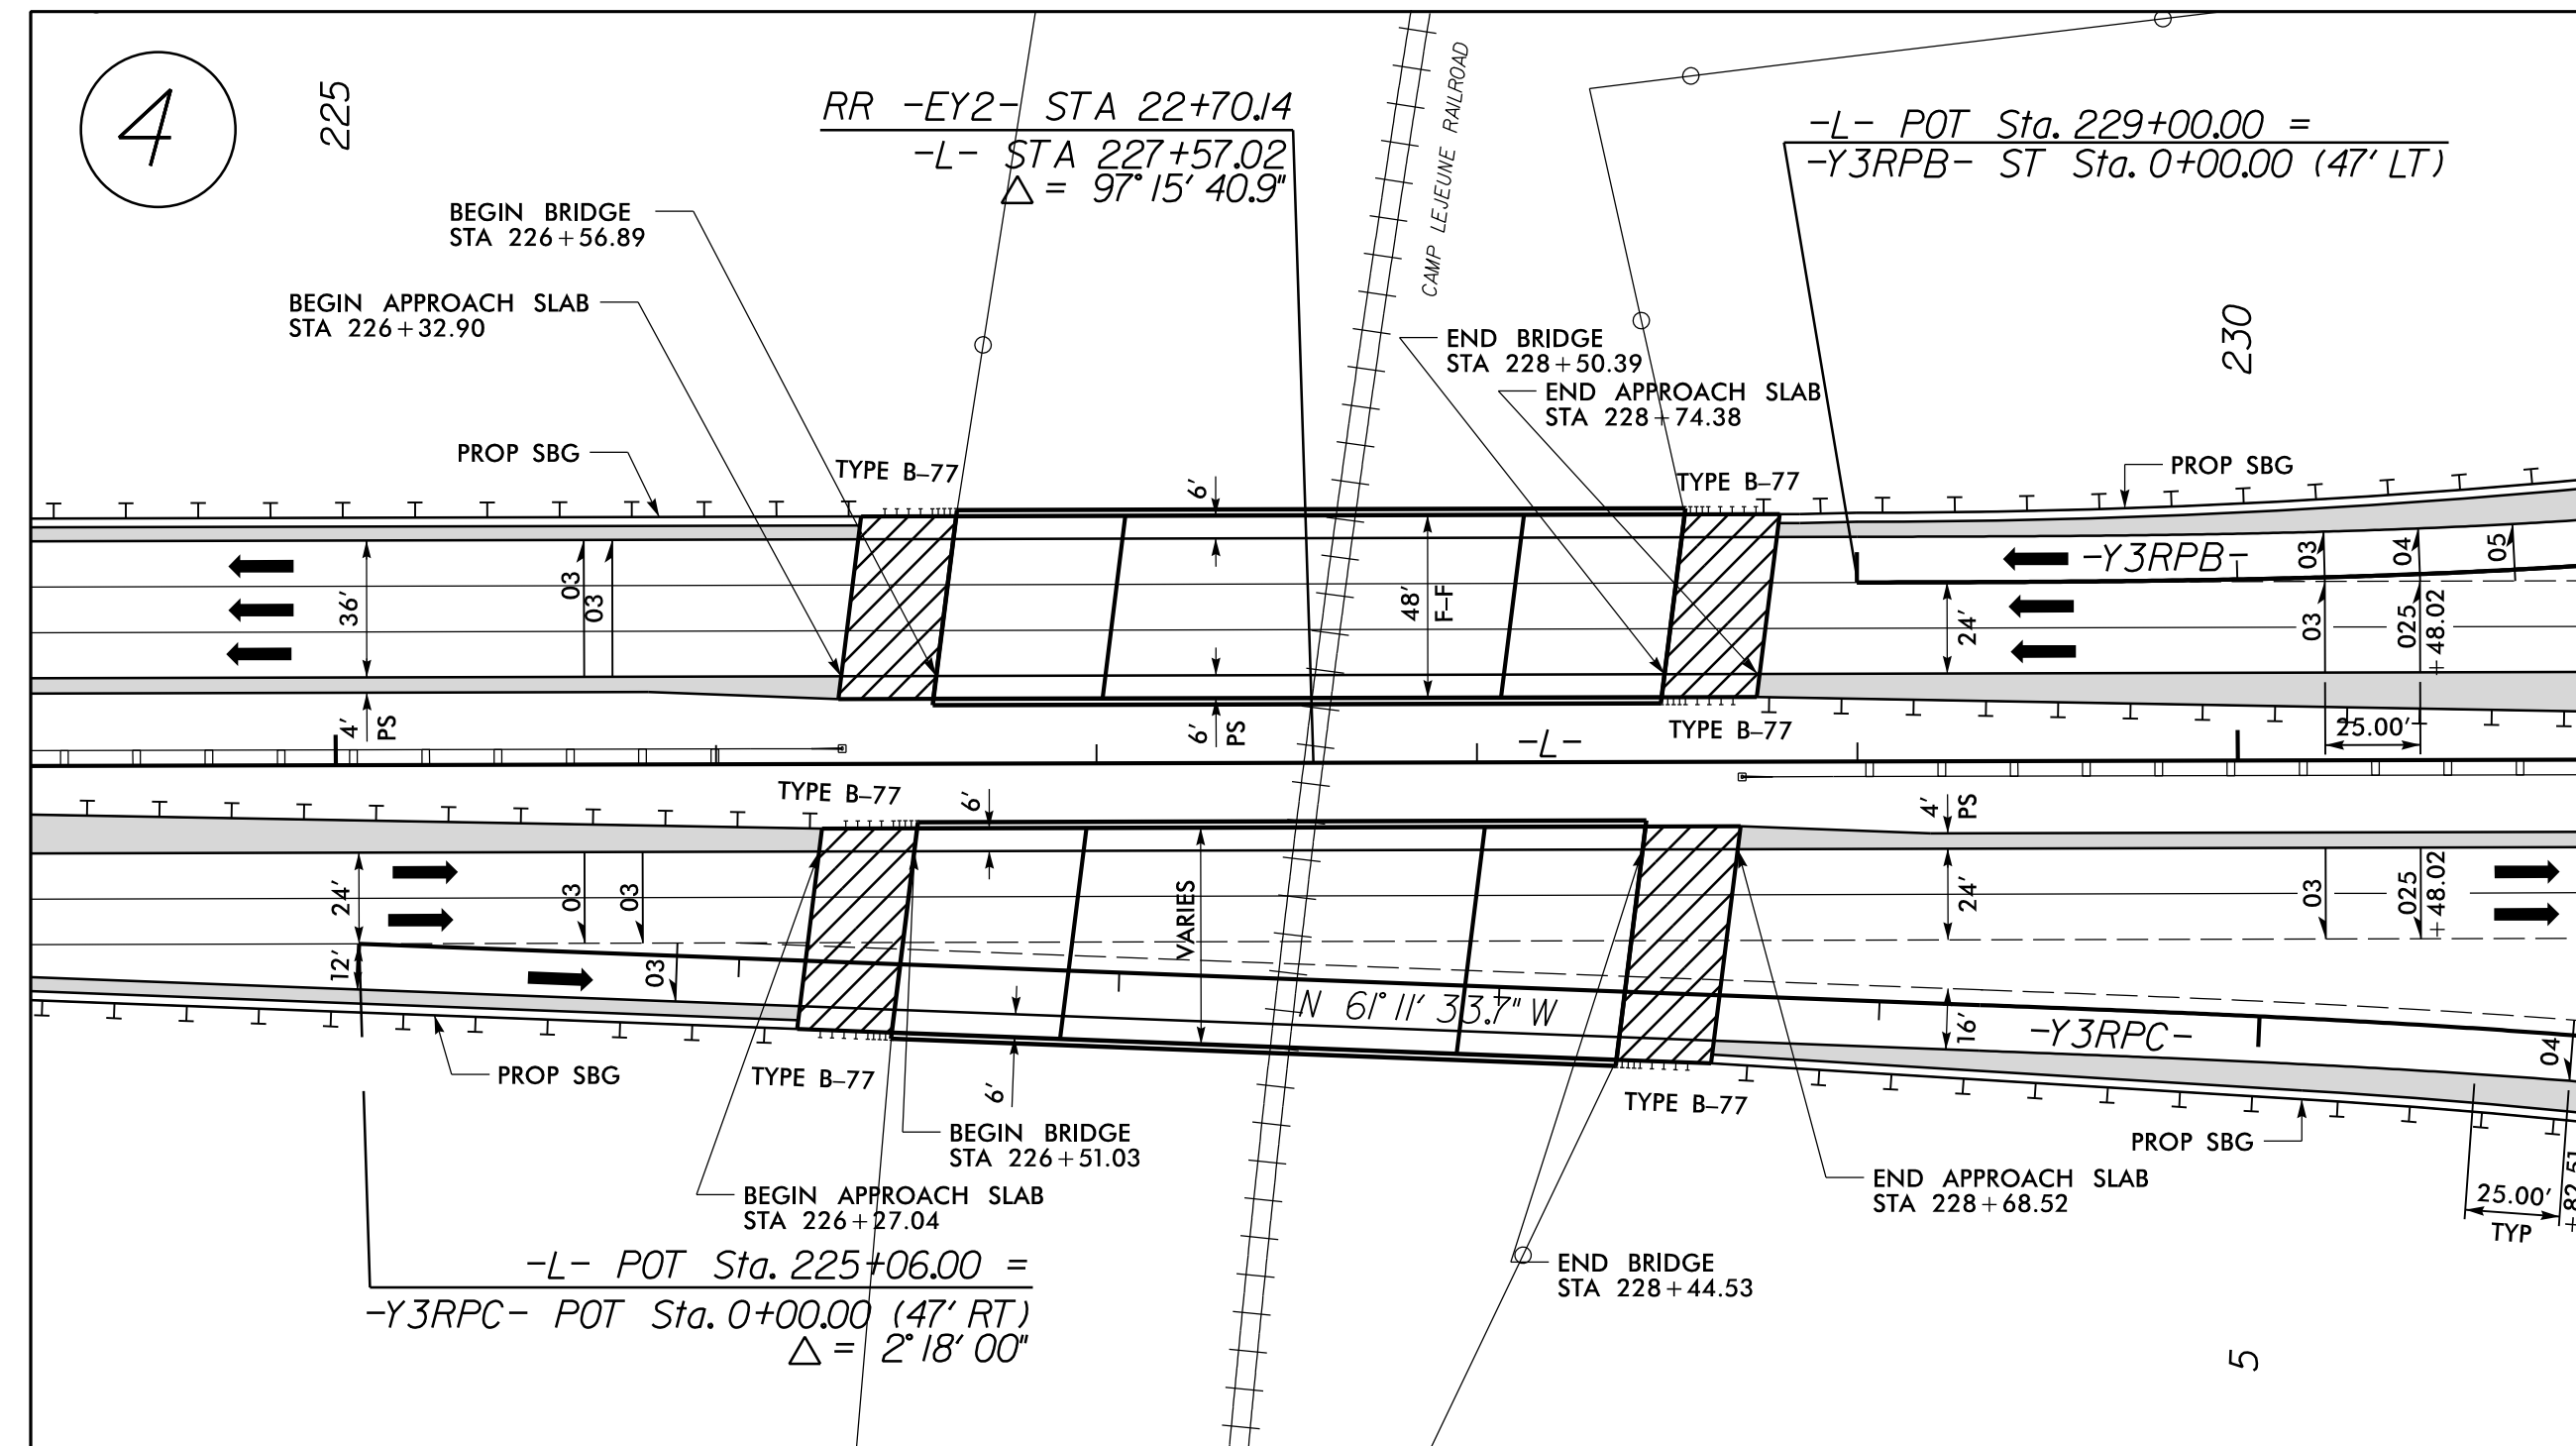 4
225
RR -EY2- STA 22+70.14
-L- STA 227+57.02
△ = 97° 15' 40.9"
CAMP LEJEUNE RAILROAD
-L- POT Sta. 229+00.00 =
-Y3RPB- ST Sta. 0+00.00 (47' LT)
BEGIN BRIDGE
STA 226+56.89
BEGIN APPROACH SLAB
STA 226+32.90
END BRIDGE
STA 228+50.39
END APPROACH SLAB
STA 228+74.38
230
PROP SBG
TYPE B-77
6'
TYPE B-77
PROP SBG
36'
03
03
48'
F-F
-Y3RPB-
03
04
05
24'
03
025
+48.02
4'
PS
6'
PS
TYPE B-77
-L-
25.00'
TYPE B-77
6'
4'
PS
24'
03
03
VARIES
24'
03
025
+48.02
12'
03
N 61° 11' 33.7" W
16'
-Y3RPC-
04
PROP SBG
TYPE B-77
6'
TYPE B-77
BEGIN BRIDGE
STA 226+51.03
PROP SBG
BEGIN APPROACH SLAB
STA 226+27.04
END APPROACH SLAB
STA 228+68.52
25.00'
TYP
+82.51
-L- POT Sta. 225+06.00 =
-Y3RPC- POT Sta. 0+00.00 (47' RT)
△ = 2° 18' 00"
END BRIDGE
STA 228+44.53
5